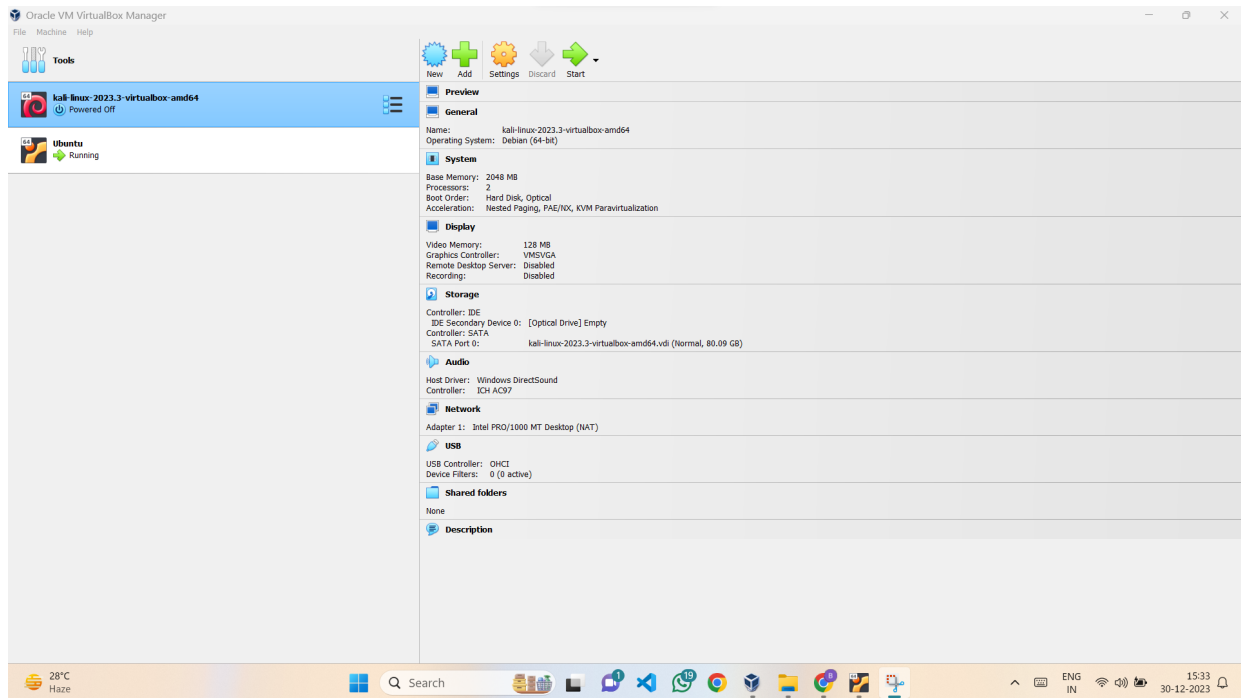 Oracle VM VirtualBox Manager
File Machine Help
Tools
New Add Settings Discard Start
64
kali-linux-2023.3-virtualbox-amd64
Powered Off
64
Ubuntu
Running
Preview
General
Name: kali-linux-2023.3-virtualbox-amd64
Operating System: Debian (64-bit)
System
Base Memory: 2048 MB
Processors: 2
Boot Order: Hard Disk, Optical
Acceleration: Nested Paging, PAE/NX, KVM Paravirtualization
Display
Video Memory: 128 MB
Graphics Controller: VMSVGA
Remote Desktop Server: Disabled
Recording: Disabled
Storage
Controller: IDE
IDE Secondary Device 0: [Optical Drive] Empty
Controller: SATA
SATA Port 0: kali-linux-2023.3-virtualbox-amd64.vdi (Normal, 80.09 GB)
Audio
Host Driver: Windows DirectSound
Controller: ICH AC97
Network
Adapter 1: Intel PRO/1000 MT Desktop (NAT)
USB
USB Controller: OHCI
Device Filters: 0 (0 active)
Shared folders
None
Description
28°C
Haze
Search
1
19
B
ENG
IN
15:33
30-12-2023